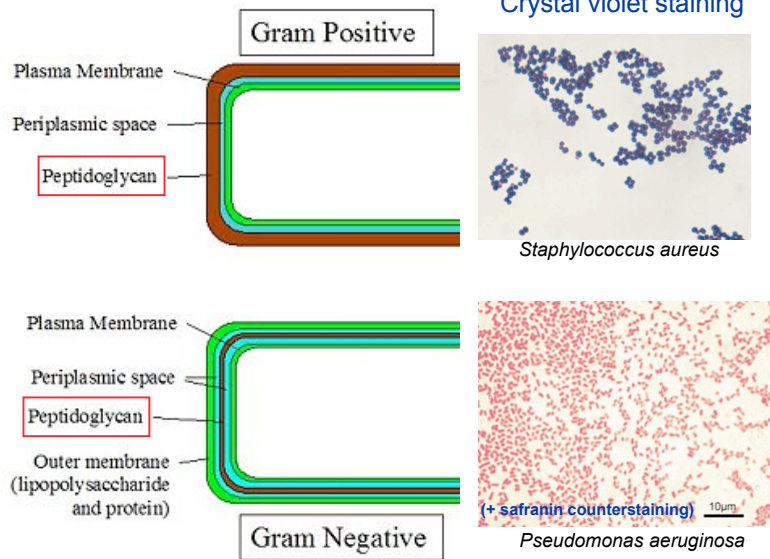 Crystal violet staining
Gram Positive
Plasma Membrane
Periplasmic space
Peptidoglycan
Staphylococcus aureus
Plasma Membrane
Periplasmic space
Peptidoglycan
Outer membrane
(lipopolysaccharide
and protein)
Gram Negative
(+ safranin counterstaining)
10µm
Pseudomonas aeruginosa